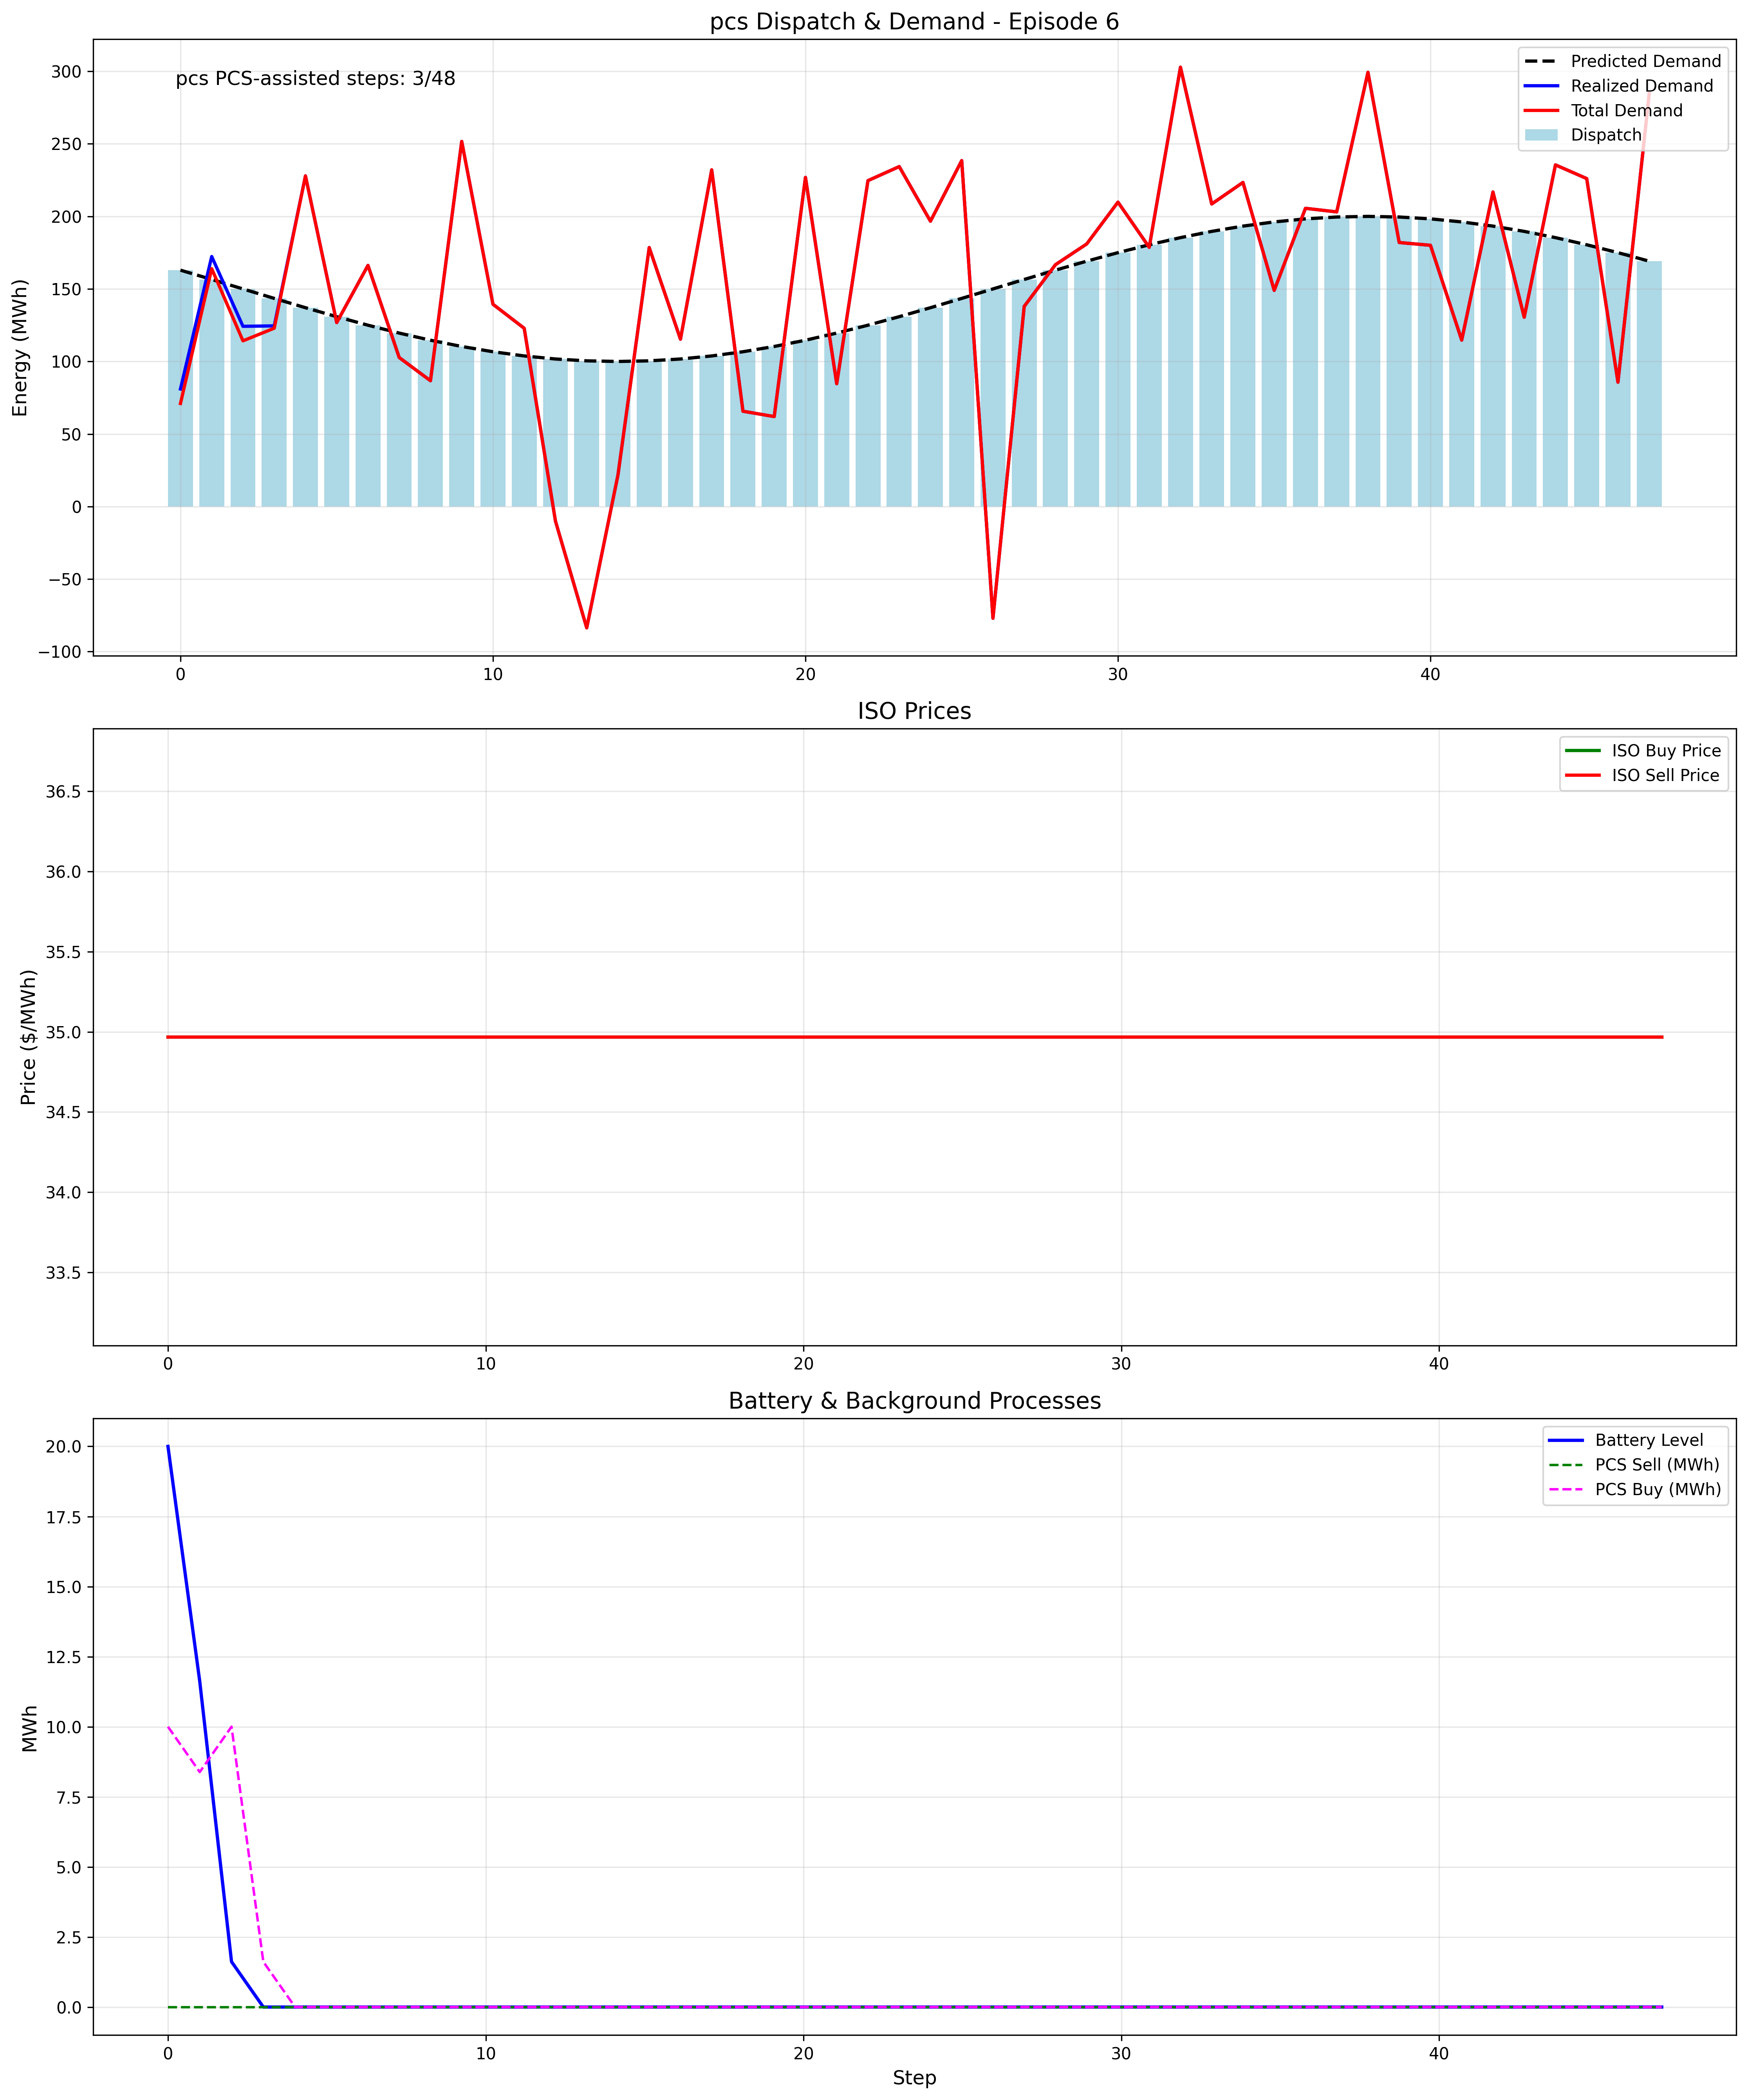 pcs Dispatch & Demand - Episode 6
pcs PCS-assisted steps: 3/48
Predicted Demand
Realized Demand
Total Demand
Dispatch
Energy (MWh)
300
250
200
150
100
50
0
−50
−100
0 10 20 30 40
ISO Prices
ISO Buy Price
ISO Sell Price
Price ($/MWh)
36.5
36.0
35.5
35.0
34.5
34.0
33.5
0 10 20 30 40
Battery & Background Processes
Battery Level
PCS Sell (MWh)
PCS Buy (MWh)
MWh
20.0
17.5
15.0
12.5
10.0
7.5
5.0
2.5
0.0
0 10 20 30 40
Step